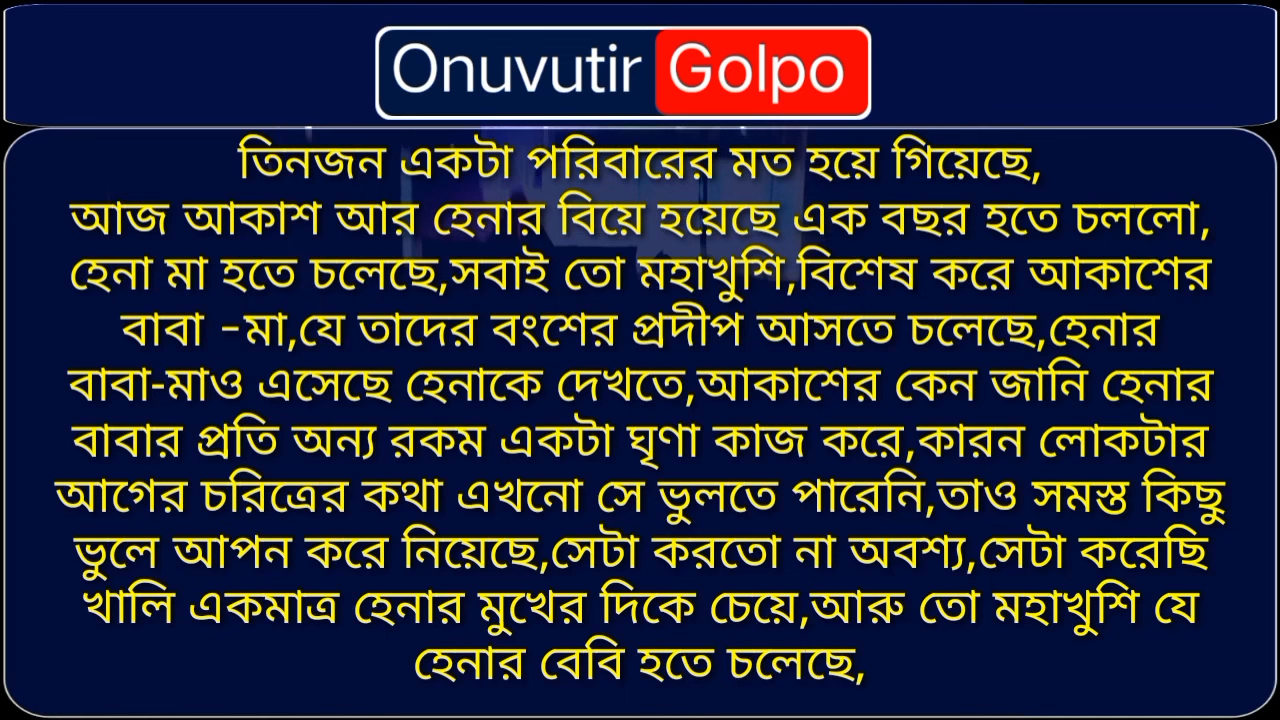 Onuvutir Golpo
তিনজন একটা পরিবারের মত হয়ে গিয়েছে,
আজ আকাশ আর হেনার বিয়ে হয়েছে এক বছর হতে চললো,
হেনা মা হতে চলেছে,সবাই তো মহাখুশি,বিশেষ করে আকাশের
বাবা -মা,যে তাদের বংশের প্রদীপ আসতে চলেছে,হেনার
বাবা-মাও এসেছে হেনাকে দেখতে,আকাশের কেন জানি হেনার
বাবার প্রতি অন্য রকম একটা ঘৃণা কাজ করে,কারন লোকটার
আগের চরিত্রের কথা এখনো সে ভুলতে পারেনি,তাও সমস্ত কিছু
ভুলে আপন করে নিয়েছে,সেটা করতো না অবশ্য,সেটা করেছি
খালি একমাত্র হেনার মুখের দিকে চেয়ে,আরু তো মহাখুশি যে
হেনার বেবি হতে চলেছে,